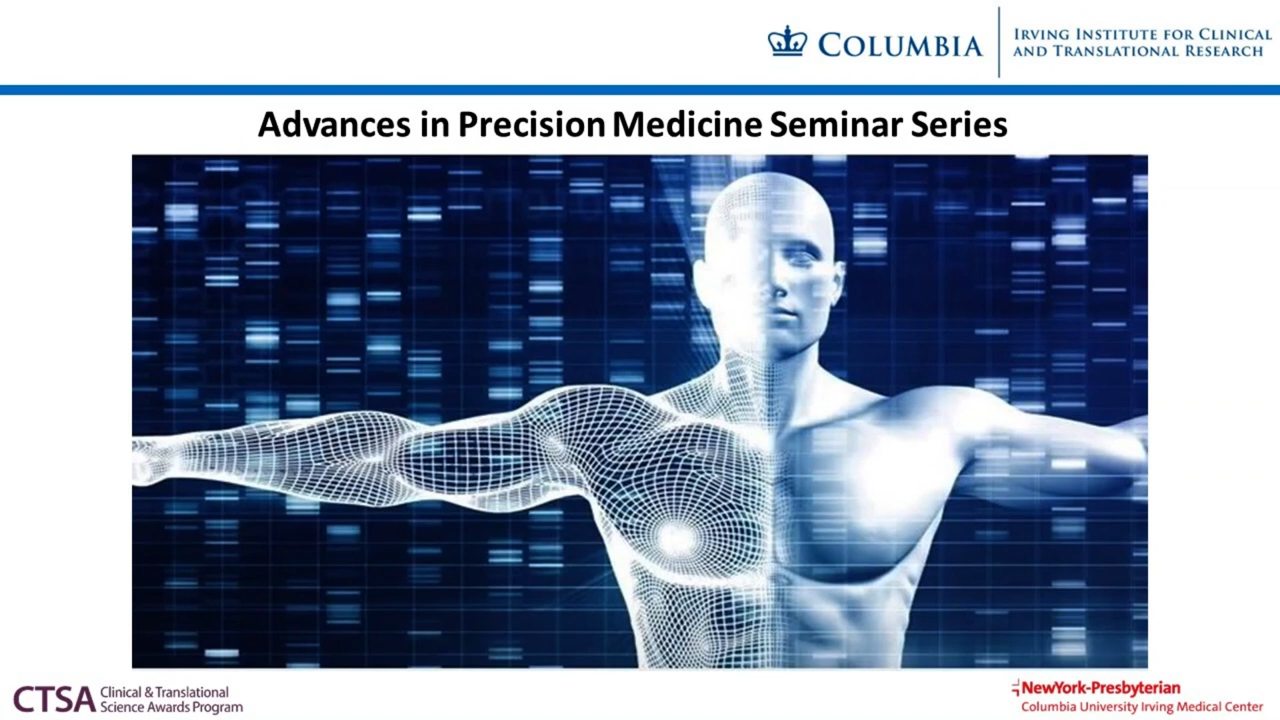 COLUMBIA
IRVING INSTITUTE FOR CLINICAL
AND TRANSLATIONAL RESEARCH
Advances in Precision Medicine Seminar Series
CTSA
Clinical & Translational
Science Awards Program
NewYork-Presbyterian
Columbia University Irving Medical Center